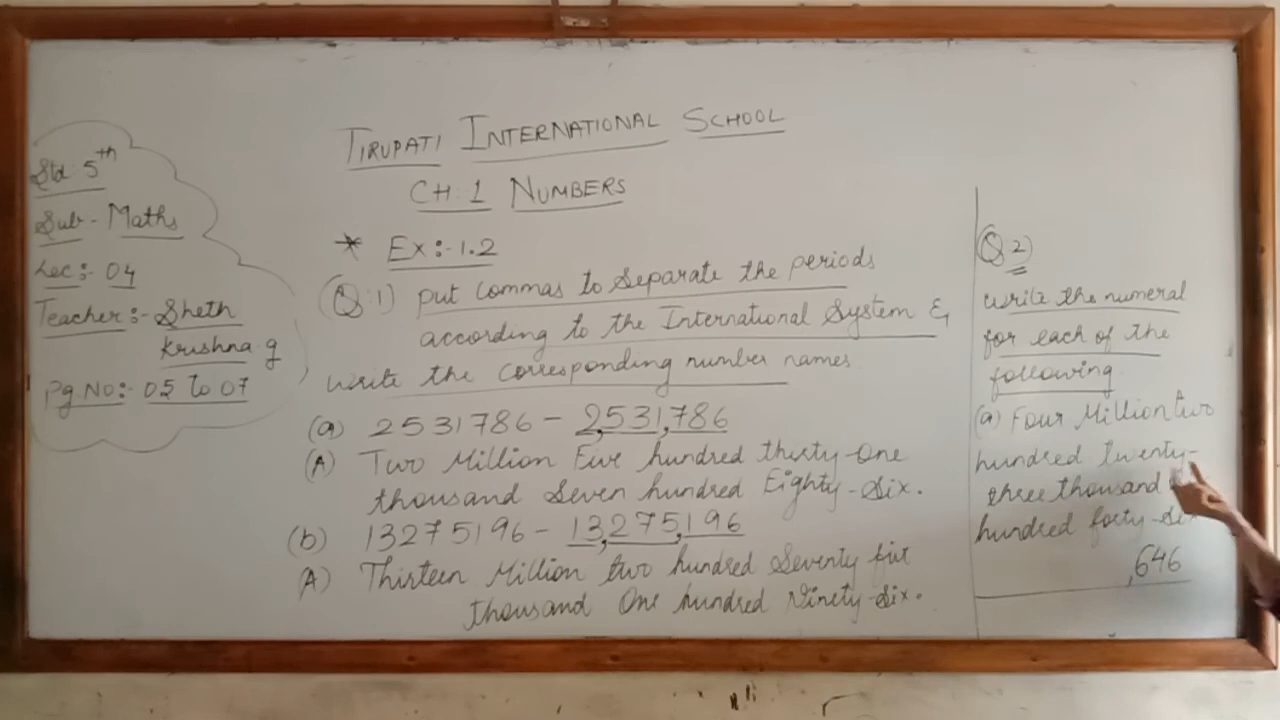 TIRUPATI INTERNATIONAL SCHOOL
CH:1 NUMBERS
Std: 5th
Sub - Maths
Lec:- 04
Teacher:- Sheth
Krishna g
Pg No:- 05 to 07
* Ex:-1.2
Q:1) put commas to separate the periods
according to the International System &
write the corresponding number names
(a) 2531786 - 2,531,786
(A) Two Million Five hundred thirty-one
thousand Seven hundred Eighty-Six.
(b) 13275196 - 13,275,196
(A) Thirteen Million two hundred Seventy five
thousand One hundred Ninety-Six.
Q:2)
write the numeral
for each of the
following
(a) Four Million two
hundred twenty-
three thousand
hundred forty-Six
,646